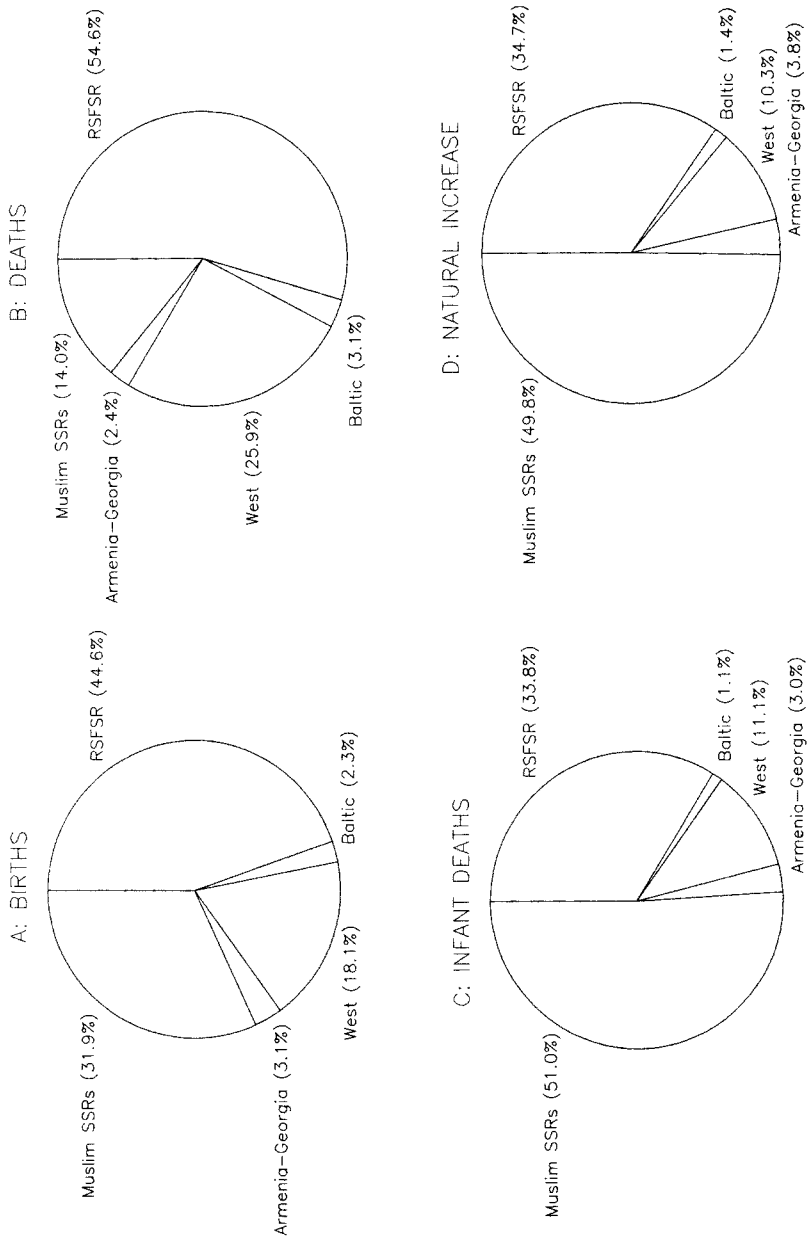 A: BIRTHS
RSFSR (44.6%)
Baltic (2.3%)
West (18.1%)
Armenia-Georgia (3.1%)
Muslim SSRs (31.9%)
B: DEATHS
RSFSR (54.6%)
Baltic (3.1%)
West (25.9%)
Armenia-Georgia (2.4%)
Muslim SSRs (14.0%)
C: INFANT DEATHS
RSFSR (33.8%)
Baltic (1.1%)
West (11.1%)
Armenia-Georgia (3.0%)
Muslim SSRs (51.0%)
D: NATURAL INCREASE
RSFSR (34.7%)
Baltic (1.4%)
West (10.3%)
Armenia-Georgia (3.8%)
Muslim SSRs (49.8%)